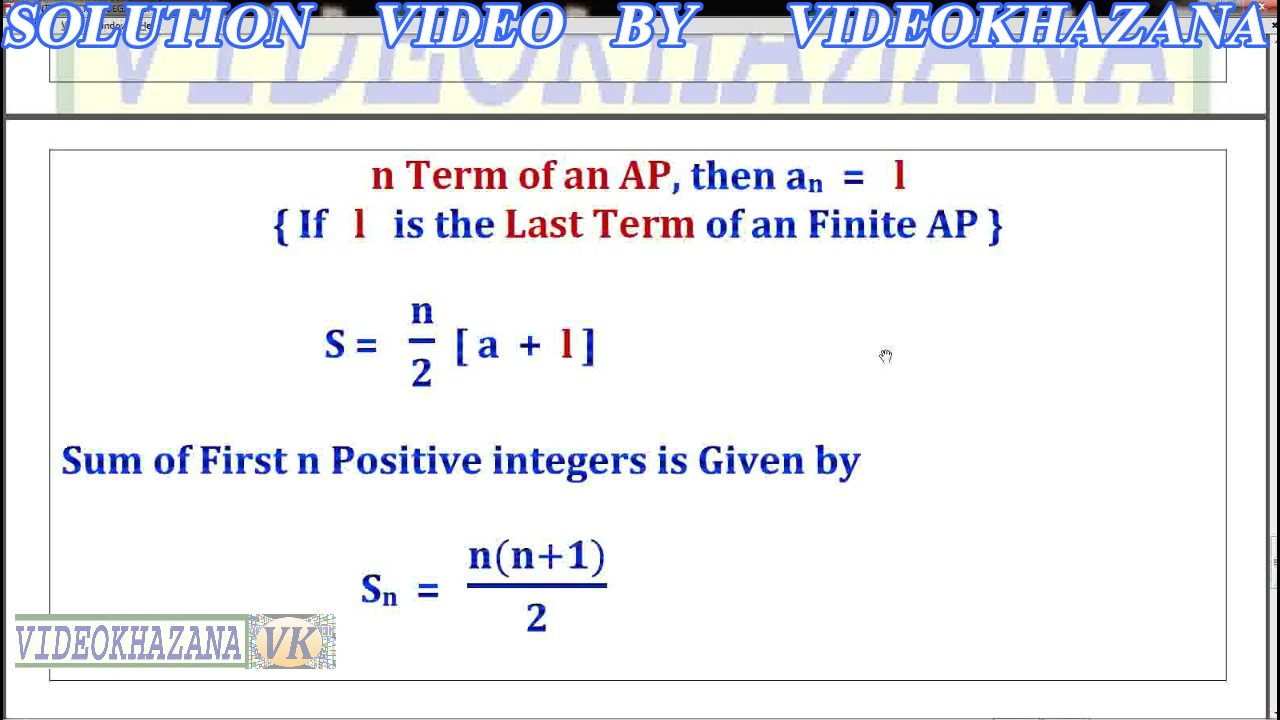 SOLUTION VIDEO BY VIDEOKHAZANA
VIDEOKHAZANA
n Term of an AP, then aₙ = l
{ If l is the Last Term of an Finite AP }
S = n/2 [ a + l ]
Sum of First n Positive integers is Given by
Sₙ = n(n+1)/2
VIDEOKHAZANA VK